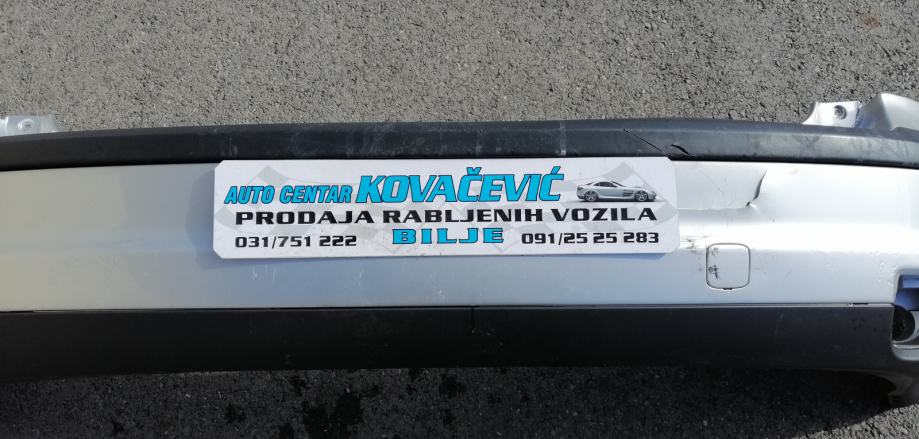 AUTO CENTAR KOVAČEVIĆ
PRODAJA RABLJENIH VOZILA
031/751 222 BILJE 091/25 25 283